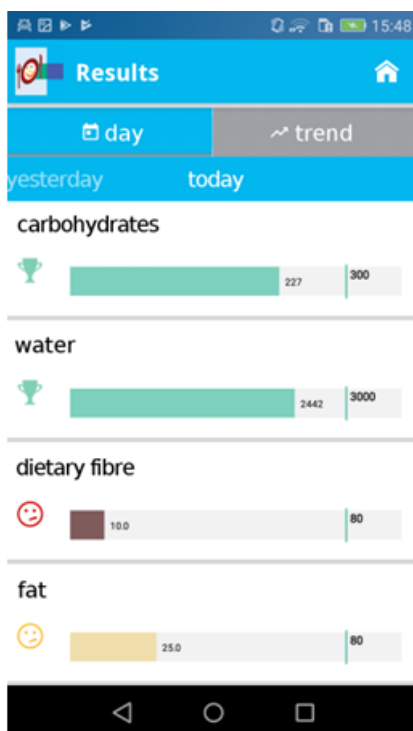 15:48
Results
day
trend
yesterday
today
carbohydrates
227
300
water
2442
3000
dietary fibre
10.0
80
fat
25.0
80